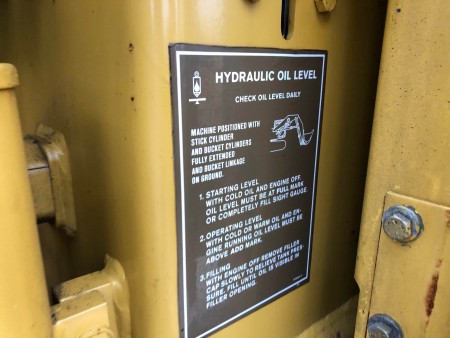 HYDRAULIC OIL LEVEL
CHECK OIL LEVEL DAILY
MACHINE POSITIONED WITH
STICK CYLINDER
AND BUCKET CYLINDERS
FULLY EXTENDED
AND BUCKET LINKAGE
ON GROUND.
1. STARTING LEVEL
WITH COLD OIL AND ENGINE OFF,
OIL LEVEL MUST BE AT FULL MARK
OR COMPLETELY FILL SIGHT GAUGE.
2. OPERATING LEVEL
WITH COLD OR WARM OIL AND EN-
GINE RUNNING OIL LEVEL MUST BE
ABOVE ADD MARK.
3. FILLING
WITH ENGINE OFF REMOVE FILLER
CAP SLOWLY TO RELIEVE TANK PRES-
SURE. FILL UNTIL OIL IS VISIBLE IN
FILLER OPENING.